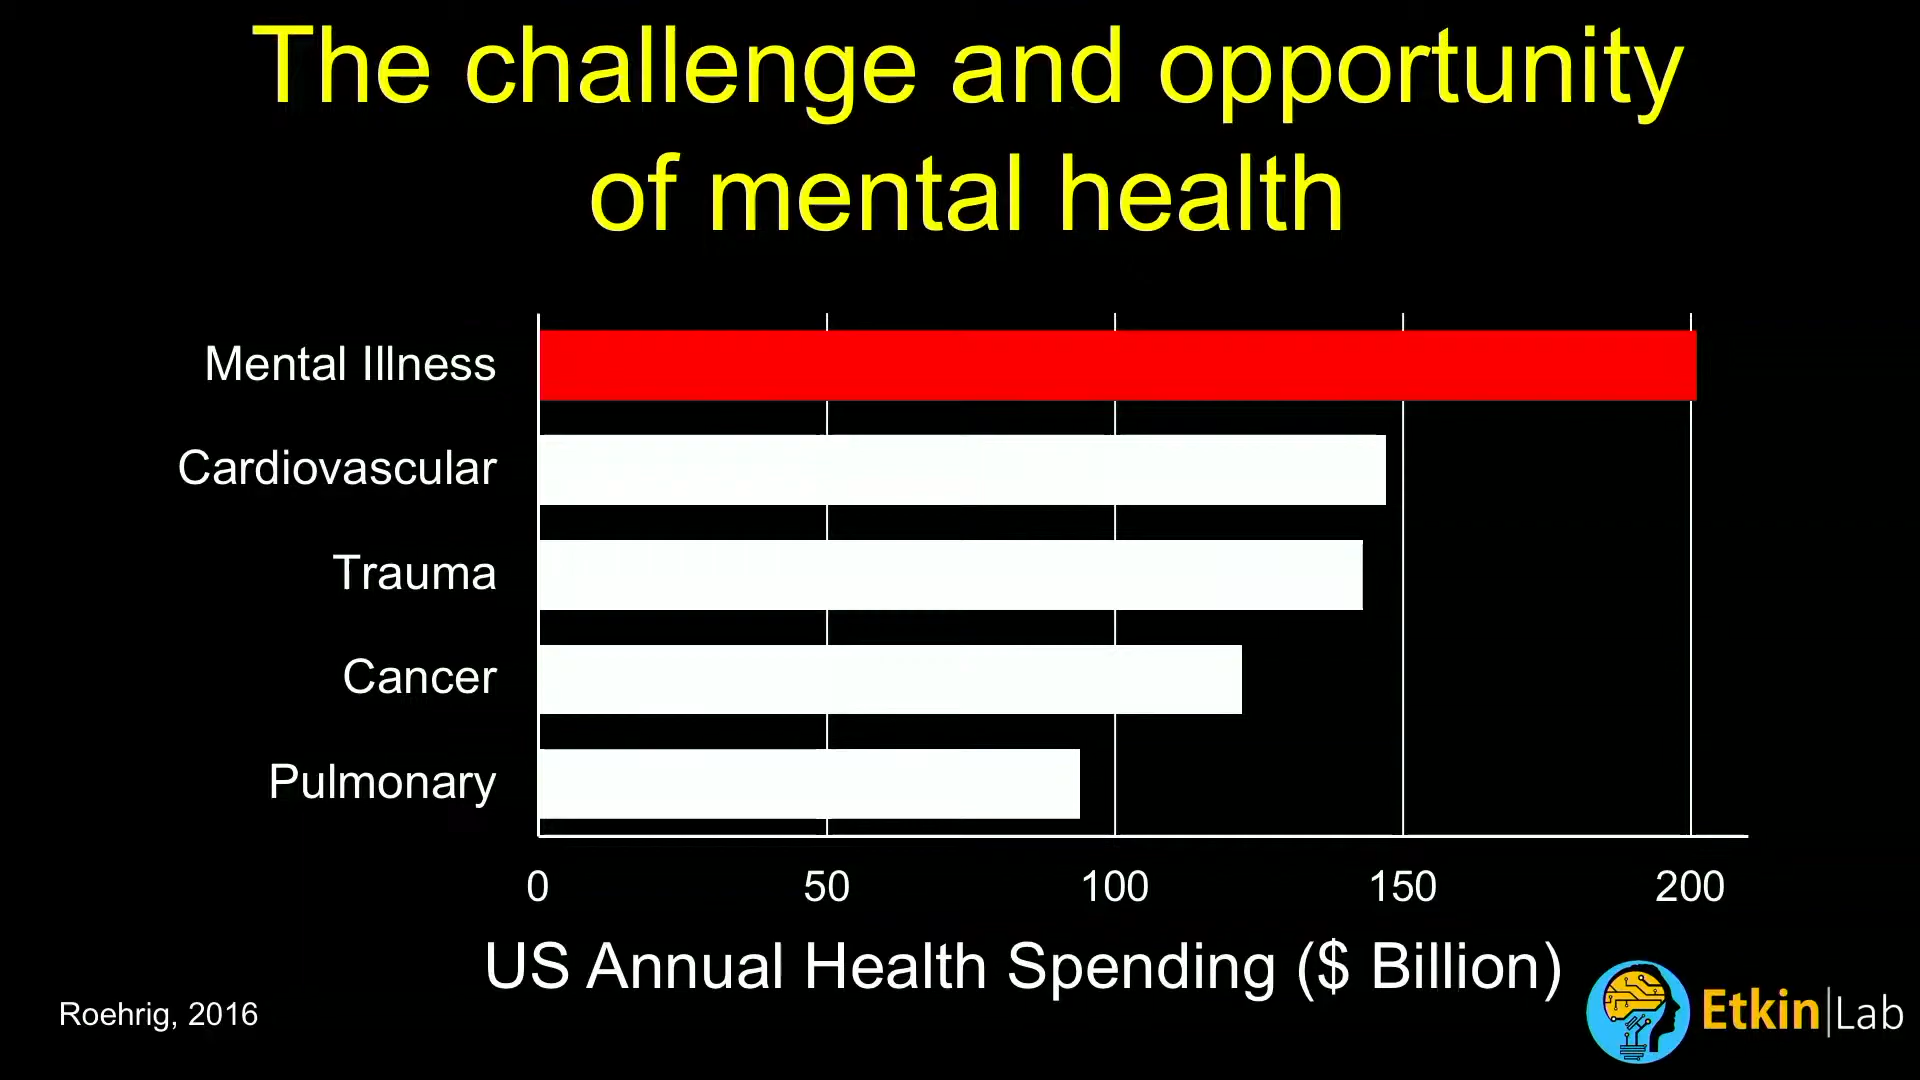 The challenge and opportunity
of mental health
Mental Illness
Cardiovascular
Trauma
Cancer
Pulmonary
0 50 100 150 200
US Annual Health Spending ($ Billion)
Roehrig, 2016
Etkin|Lab